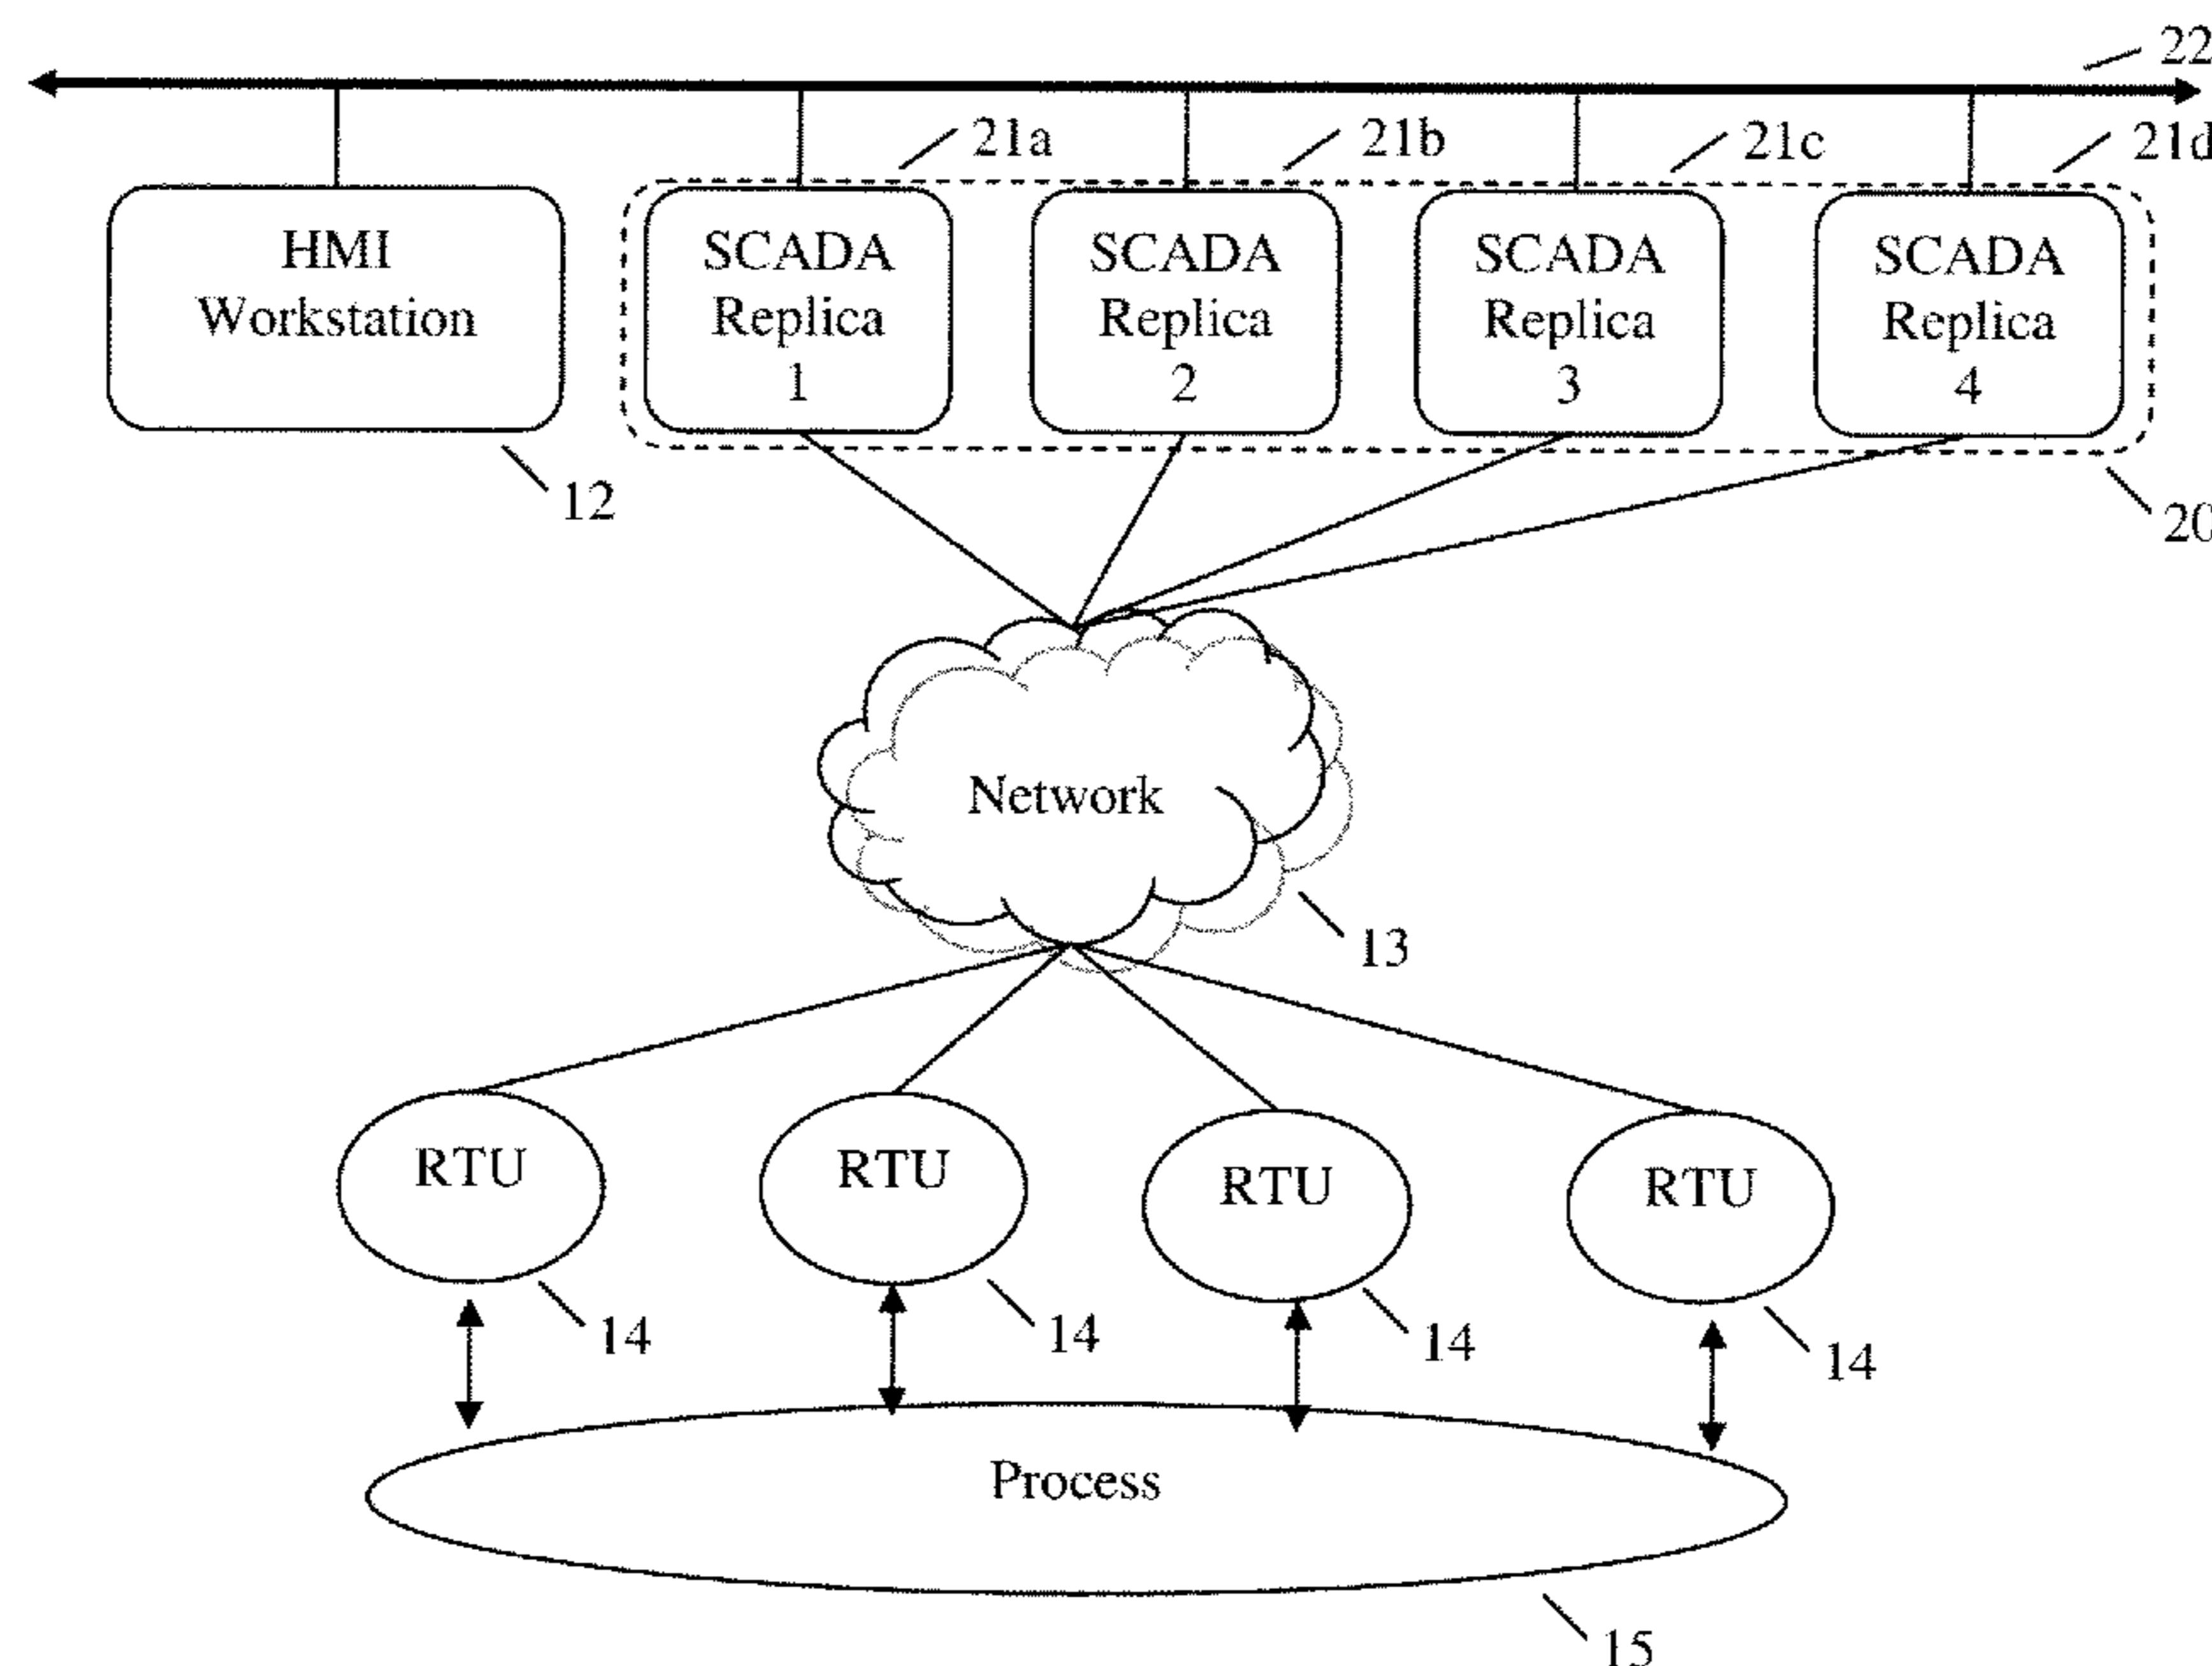 22
21a
21b
21c
21d
HMI
Workstation
SCADA
Replica
1
SCADA
Replica
2
SCADA
Replica
3
SCADA
Replica
4
12
20
Network
13
RTU
RTU
RTU
RTU
14
14
14
14
Process
15